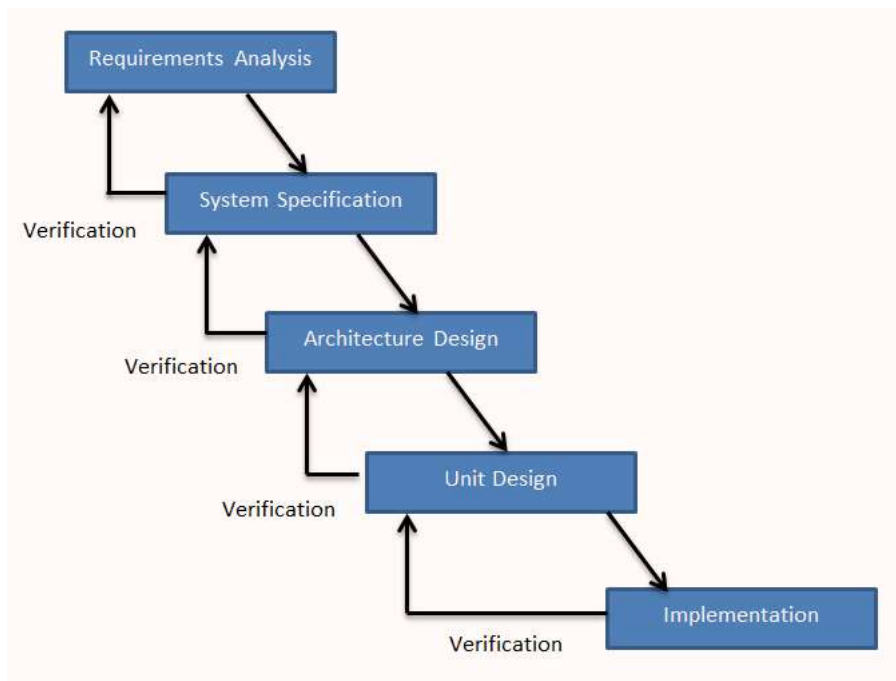 Requirements Analysis
System Specification
Verification
Architecture Design
Verification
Unit Design
Verification
Implementation
Verification